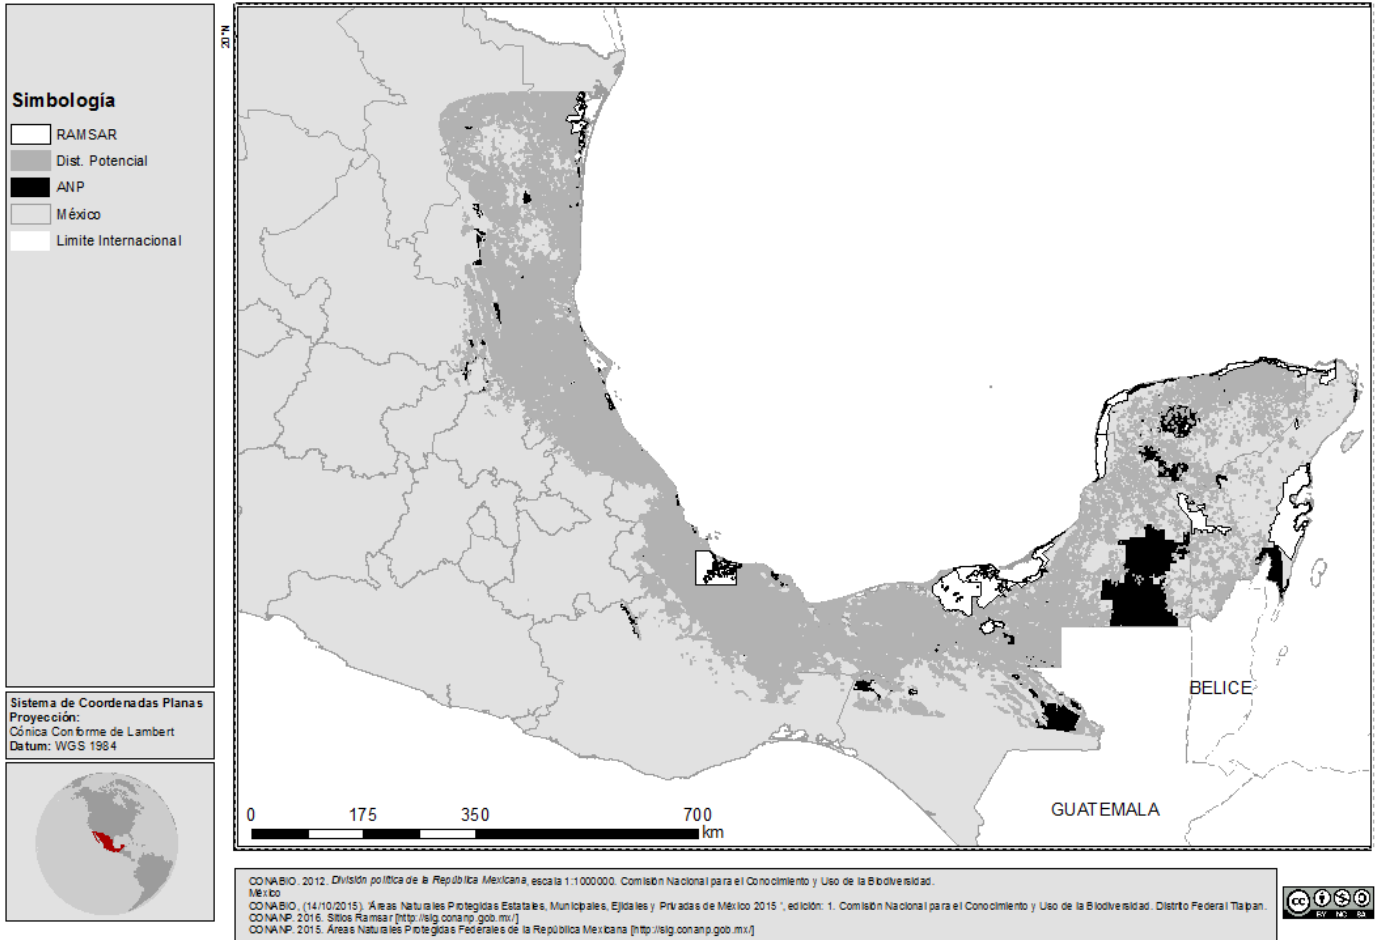 Simbología
RAMSAR
Dist. Potencial
ANP
México
Limite Internacional
Sistema de Coordenadas Planas
Proyección:
Cónica Conforme de Lambert
Datum: WGS 1984
20°N
BELICE
GUATEMALA
0 175 350 700
km
CONABIO. 2012. División política de la República Mexicana, escala 1:1000000. Comisión Nacional para el Conocimiento y Uso de la Biodiversidad.
México
CONABIO, (14/10/2015). 'Áreas Naturales Protegidas Estatales, Municipales, Ejidales y Privadas de México 2015 ', edición: 1. Comisión Nacional para el Conocimiento y Uso de la Biodiversidad. Distrito Federal Tlalpan.
CONANP. 2016. Sitios Ramsar [http://sig.conanp.gob.mx/]
CONANP. 2015. Áreas Naturales Protegidas Federales de la República Mexicana [http://sig.conanp.gob.mx/]
cc
BY NC SA